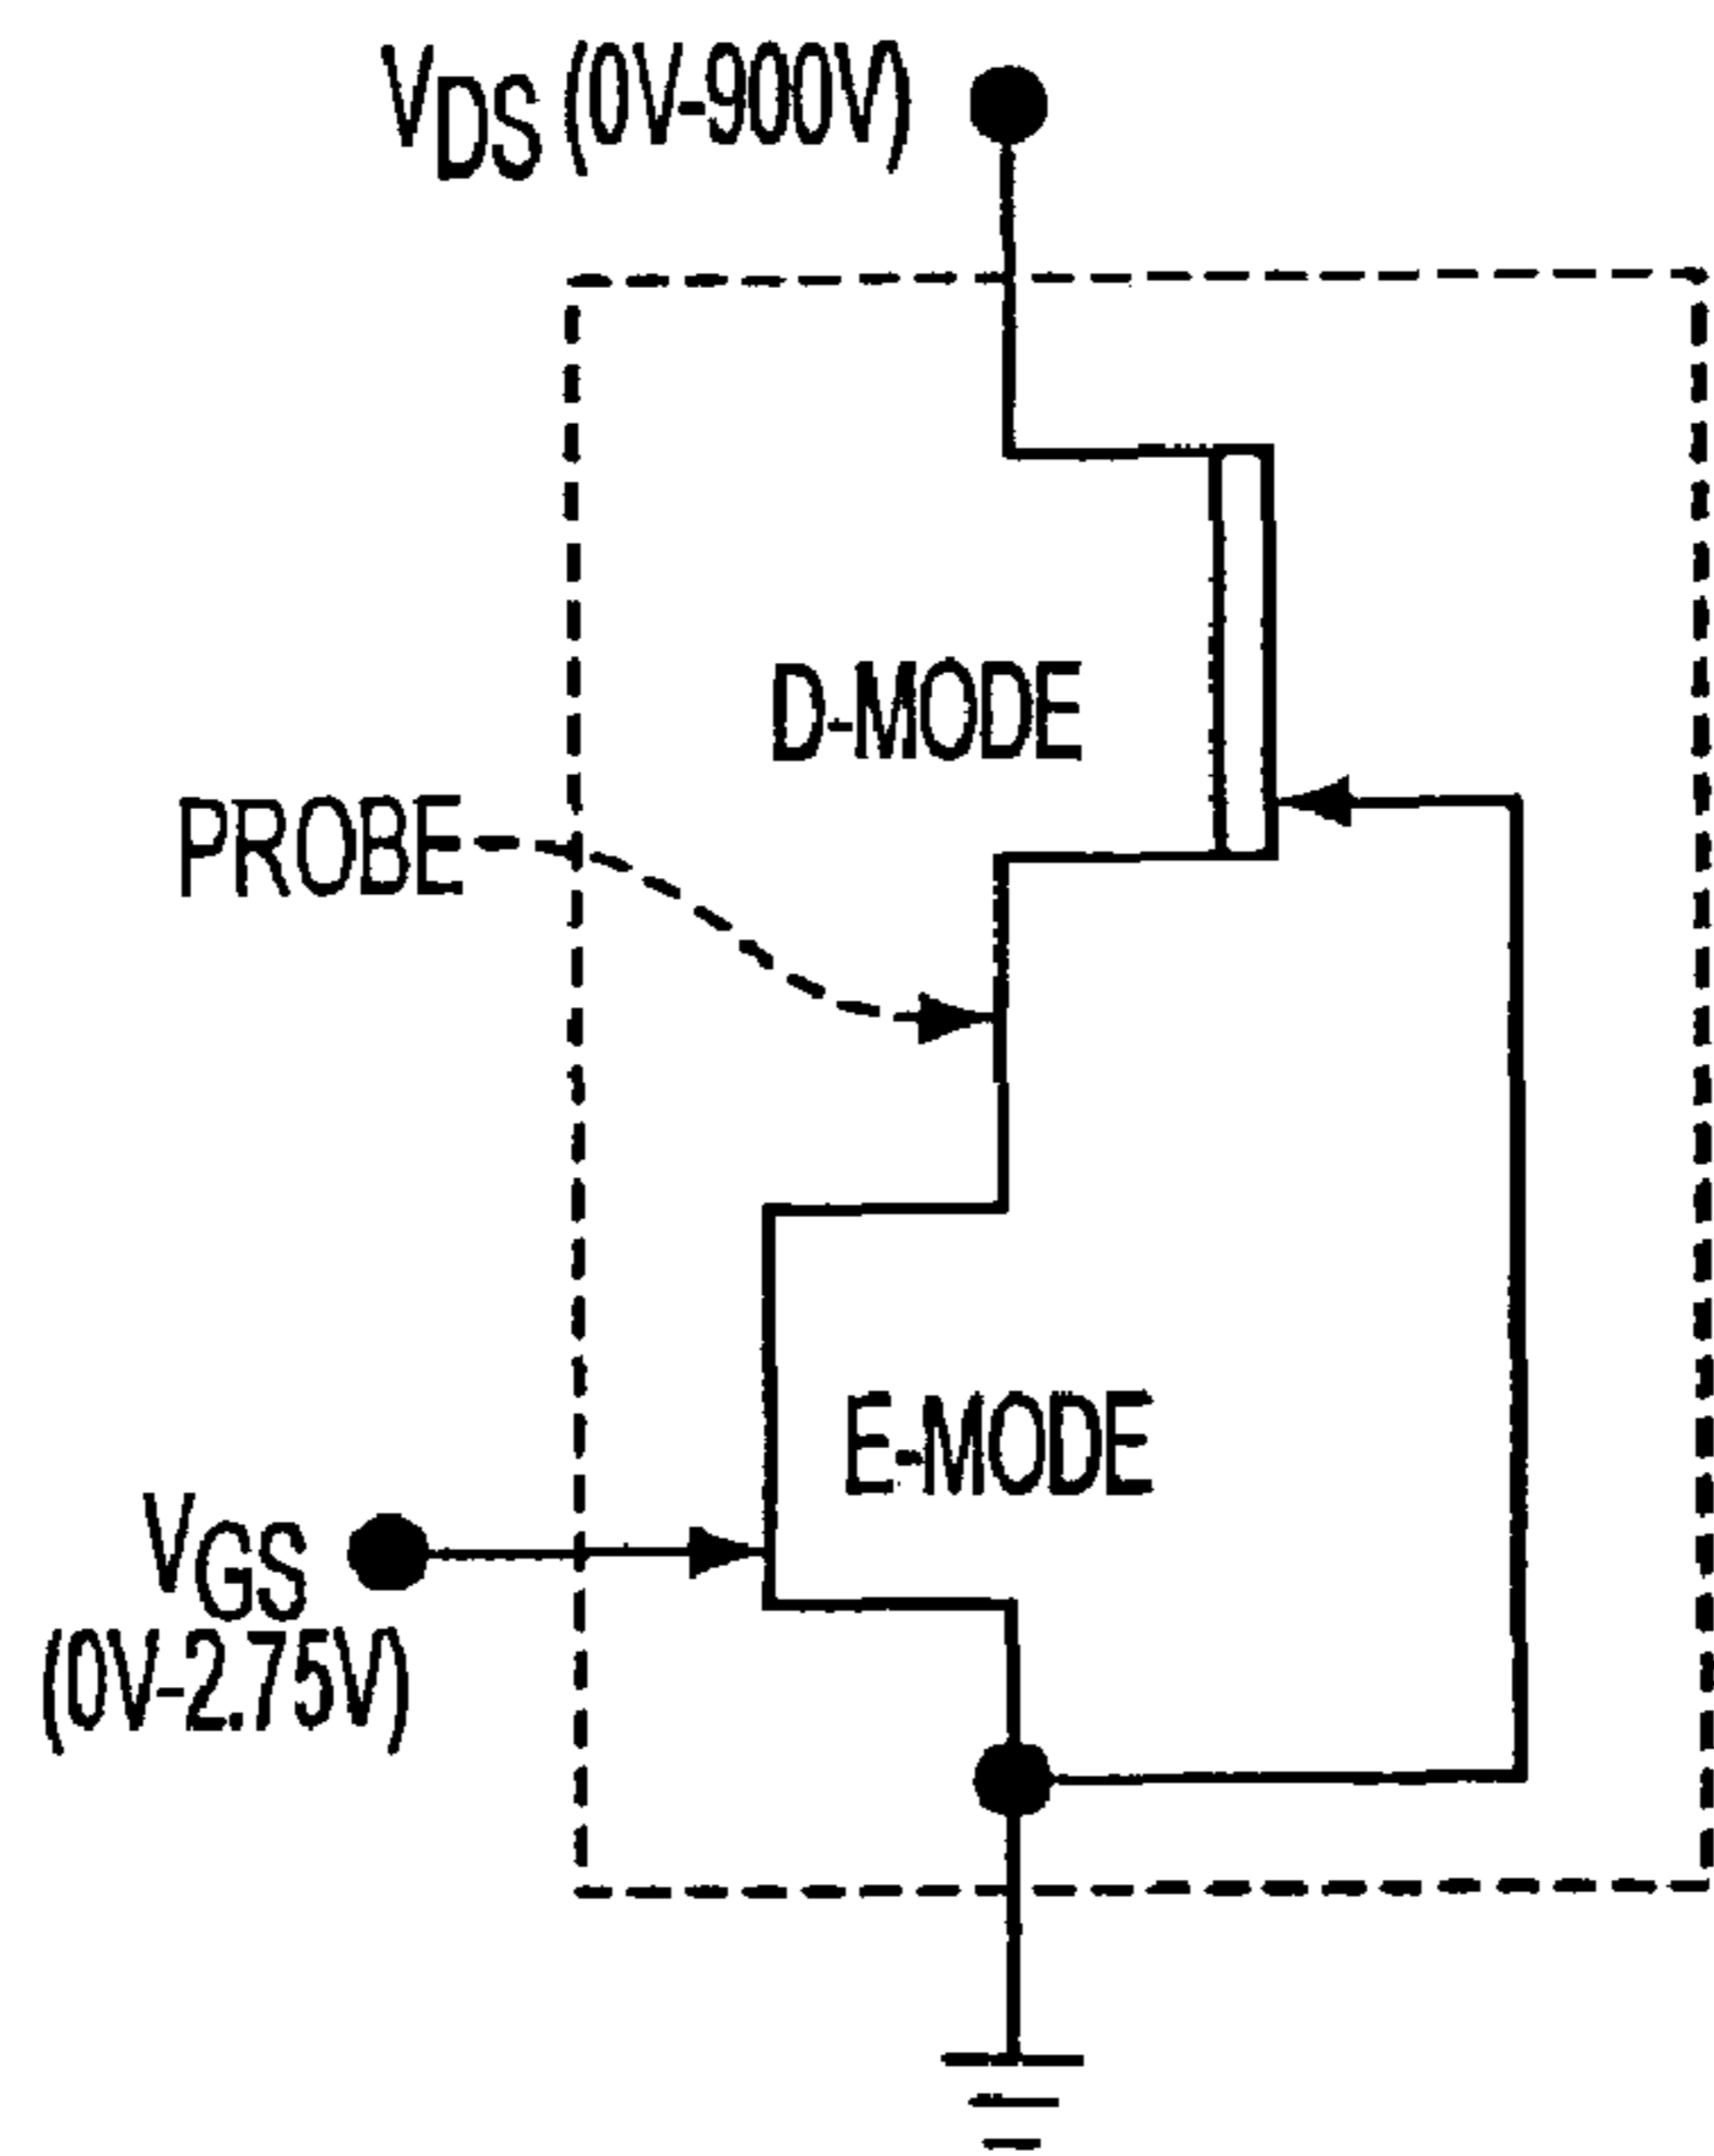 VDS (0V-900V)
D-MODE
PROBE
E-MODE
VGS
(0V-2.75V)